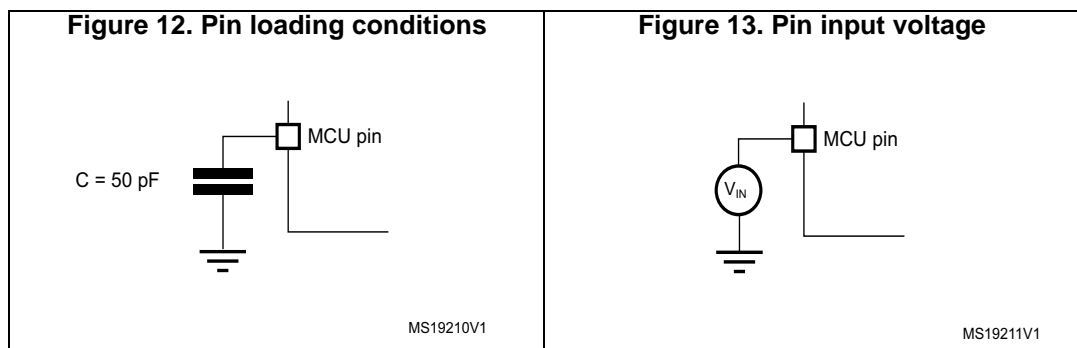 Figure 12. Pin loading conditions
MCU pin
C = 50 pF
MS19210V1
Figure 13. Pin input voltage
MCU pin
VIN
MS19211V1